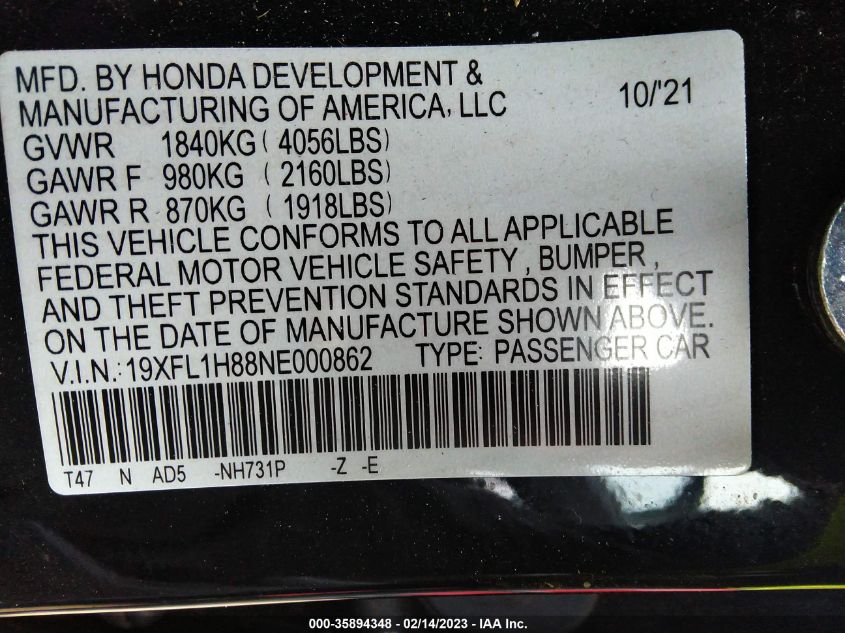 MFD. BY HONDA DEVELOPMENT &
MANUFACTURING OF AMERICA, LLC 10/'21
GVWR 1840KG ( 4056LBS)
GAWR F 980KG ( 2160LBS)
GAWR R 870KG ( 1918LBS)
THIS VEHICLE CONFORMS TO ALL APPLICABLE
FEDERAL MOTOR VEHICLE SAFETY , BUMPER ,
AND THEFT PREVENTION STANDARDS IN EFFECT
ON THE DATE OF MANUFACTURE SHOWN ABOVE.
V.I.N.: 19XFL1H88NE000862 TYPE: PASSENGER CAR
T47 N AD5 -NH731P -Z -E
000-35894348 - 02/14/2023 - © IAA Inc.